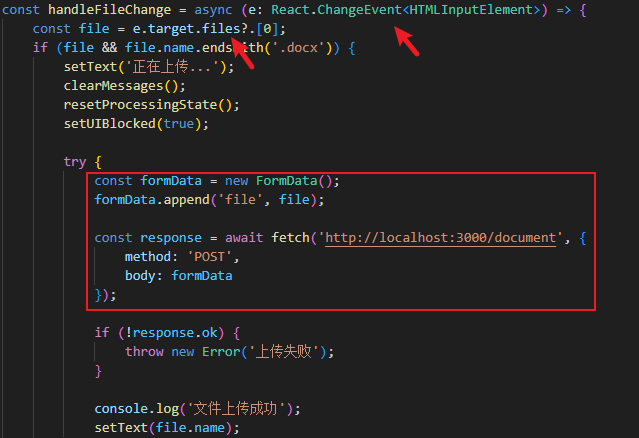 const handleFileChange = async (e: React.ChangeEvent<HTMLInputElement>) => {
    const file = e.target.files?.[0];
    if (file && file.name.endsWith('.docx')) {
        setText('正在上传...');
        clearMessages();
        resetProcessingState();
        setUIBlocked(true);

        try {
            const formData = new FormData();
            formData.append('file', file);

            const response = await fetch('http://localhost:3000/document', {
                method: 'POST',
                body: formData
            });

            if (!response.ok) {
                throw new Error('上传失败');
            }

            console.log('文件上传成功');
            setText(file.name);